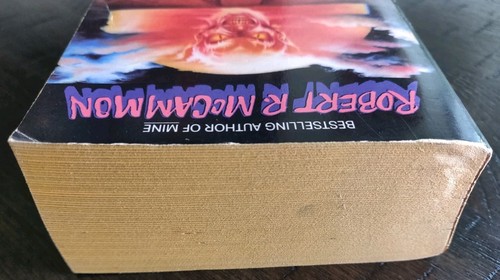 BESTSELLING AUTHOR OF MINE
ROBERT R. McCAMMON